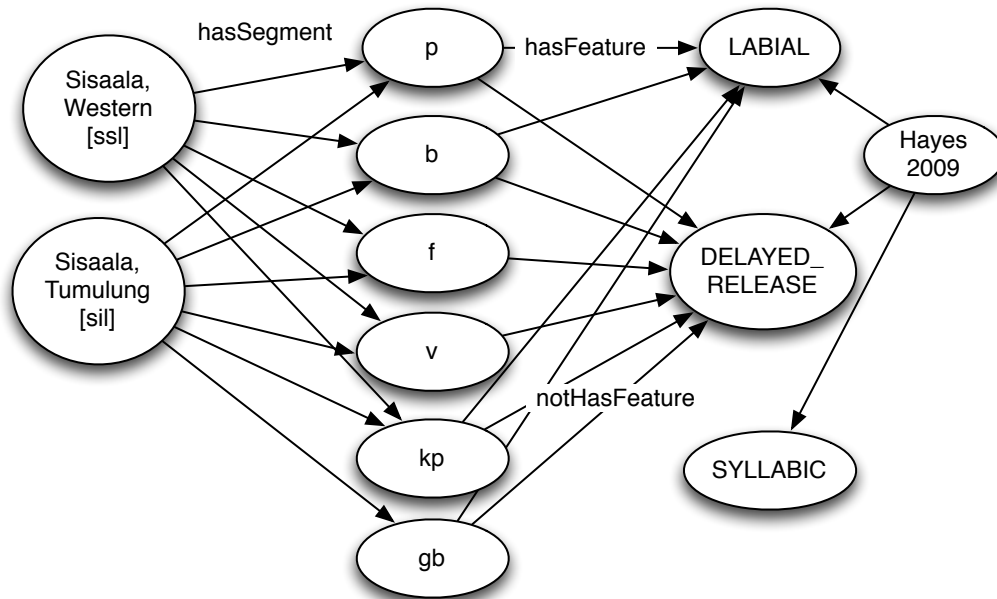 hasSegment
Sisaala,
Western
[ssl]
Sisaala,
Tumulung
[sil]
p
b
f
v
kp
gb
hasFeature
notHasFeature
LABIAL
DELAYED_
RELEASE
SYLLABIC
Hayes
2009